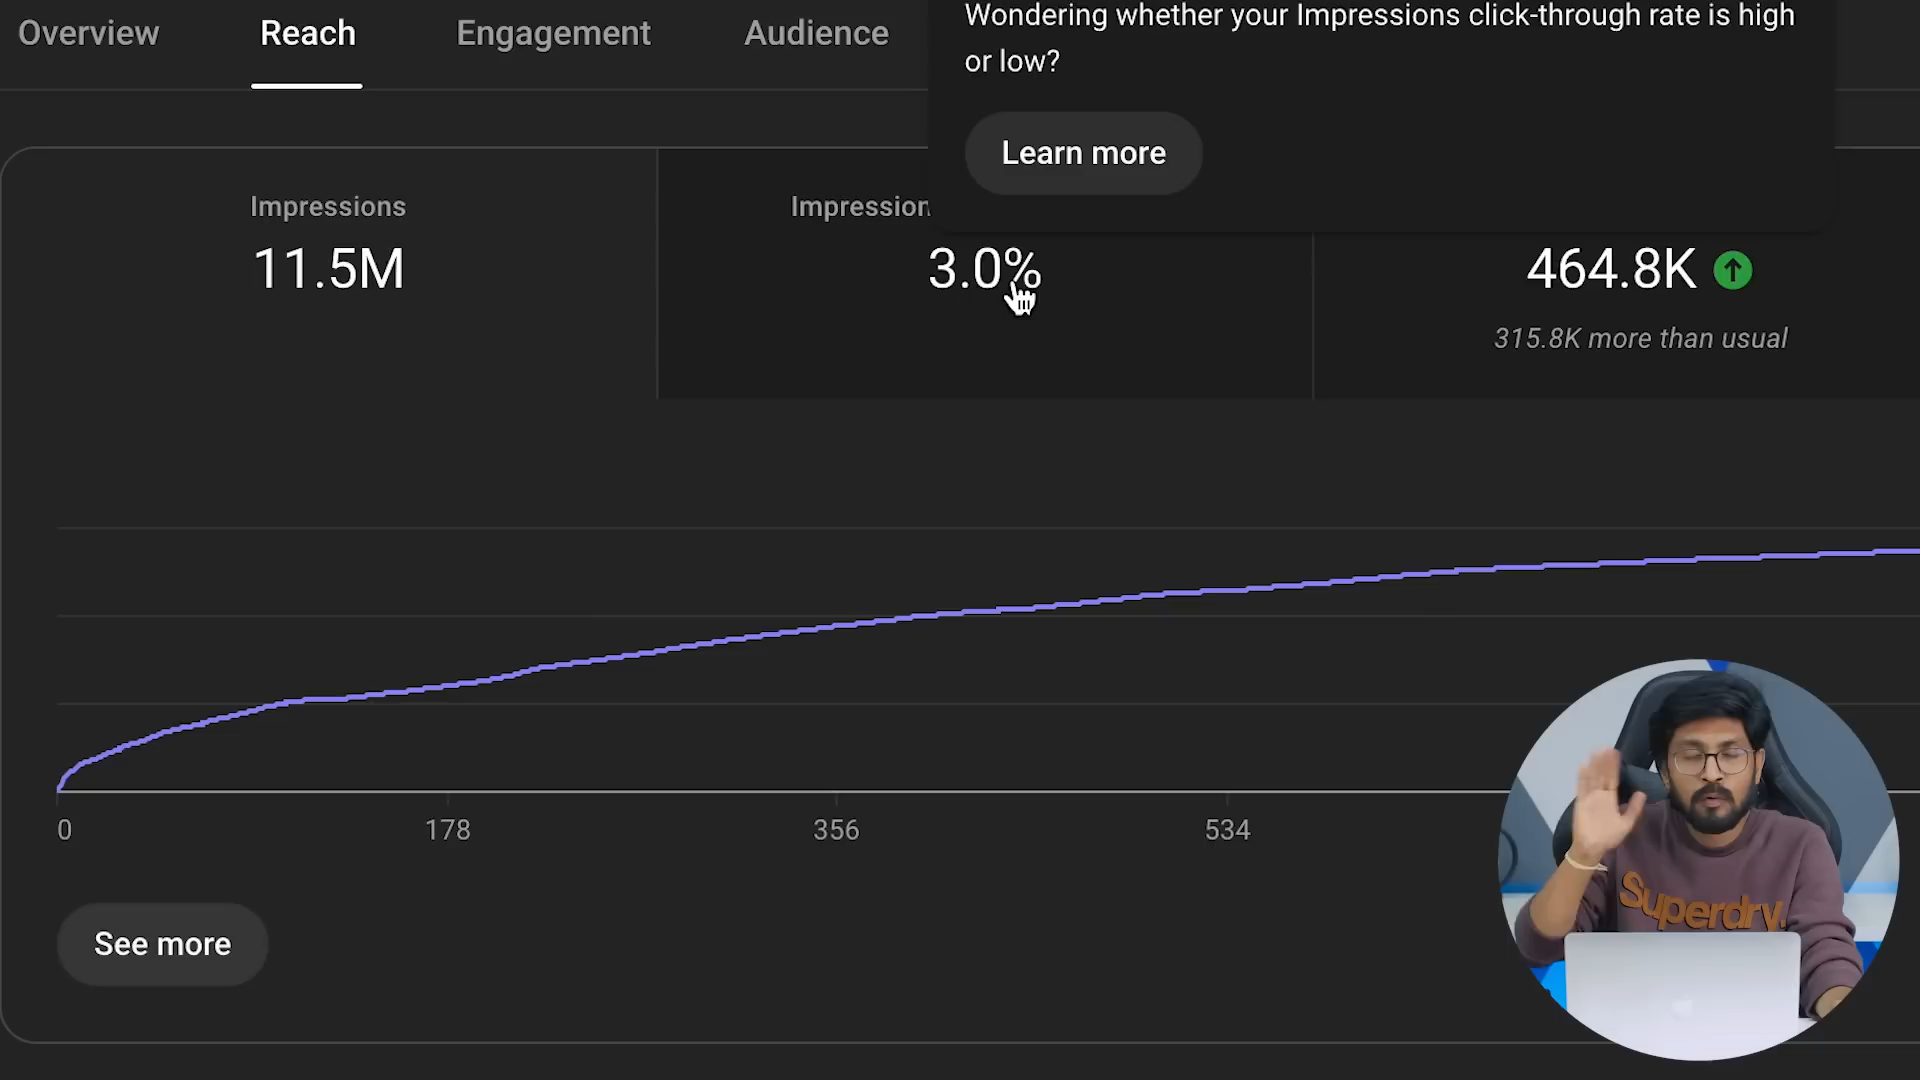 Overview Reach Engagement Audience
Wondering whether your Impressions click-through rate is high
or low?
Learn more
Impressions
11.5M
Impression
3.0%
464.8K
315.8K more than usual
0 178 356 534
See more
Superdry.